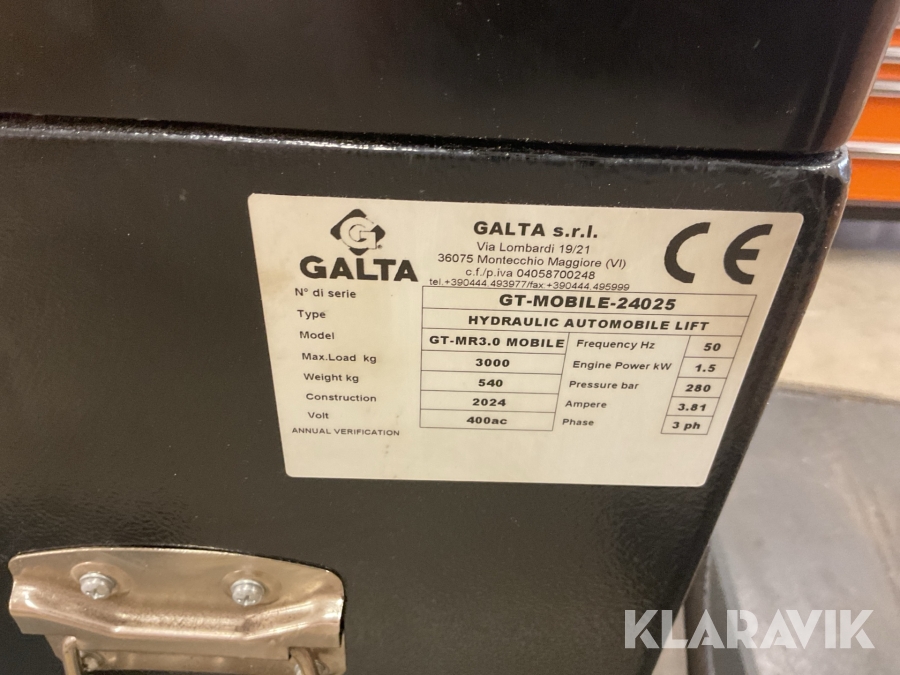 G
GALTA
GALTA s.r.l.
Via Lombardi 19/21
36075 Montecchio Maggiore (VI)
c.f./p.iva 04058700248
tel.+390444.493977/fax:+390444.495999
CE
N° di serie GT-MOBILE-24025
Type HYDRAULIC AUTOMOBILE LIFT
Model GT-MR3.0 MOBILE Frequency Hz 50
Max.Load kg 3000 Engine Power kW 1.5
Weight kg 540 Pressure bar 280
Construction 2024 Ampere 3.81
Volt 400ac Phase 3 ph
ANNUAL VERIFICATION
KLARAVIK